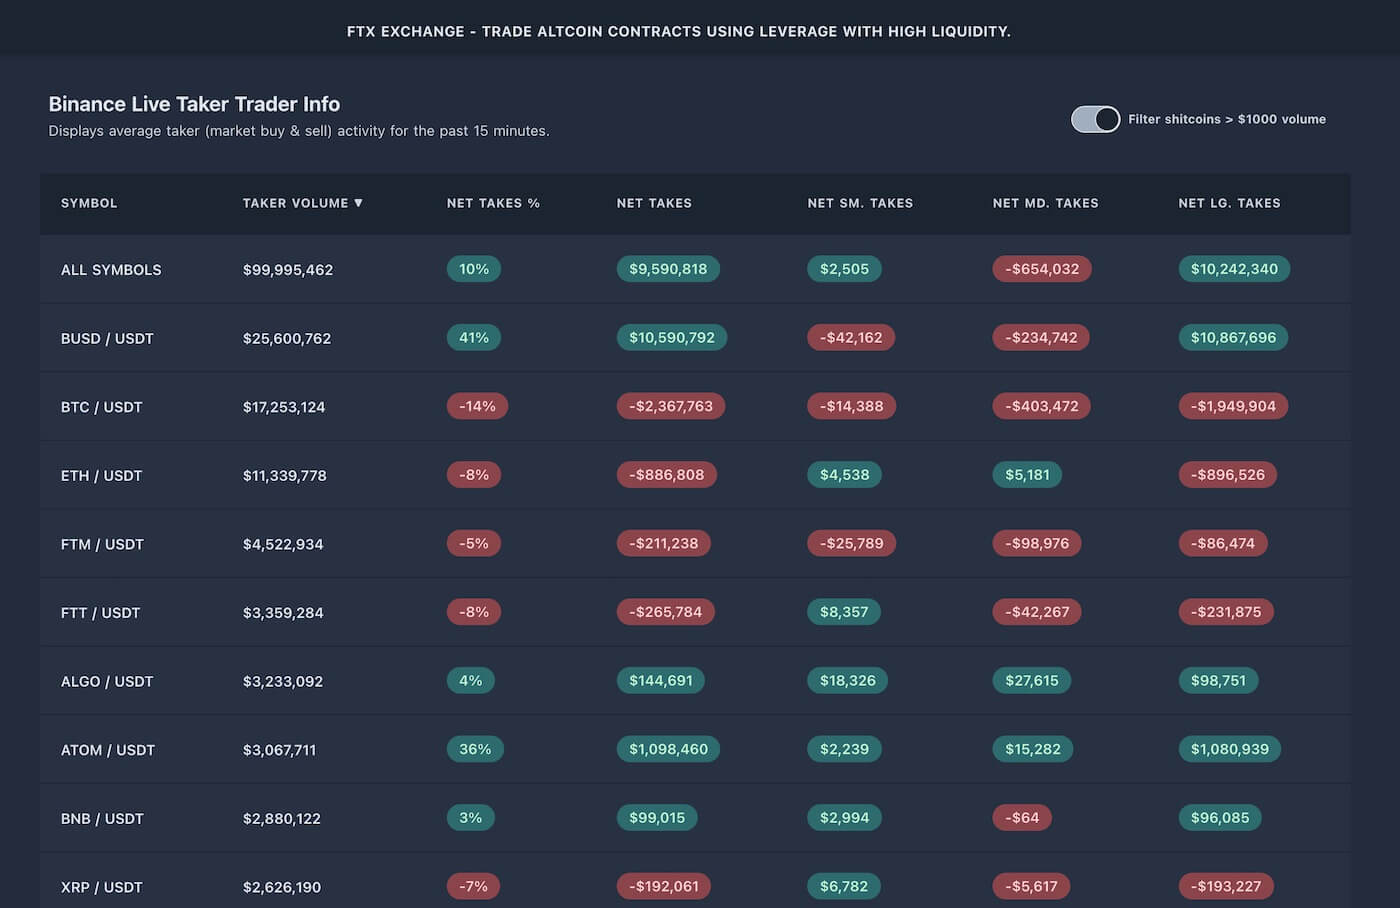 FTX EXCHANGE - TRADE ALTCOIN CONTRACTS USING LEVERAGE WITH HIGH LIQUIDITY.
Binance Live Taker Trader Info
Displays average taker (market buy & sell) activity for the past 15 minutes.
Filter shitcoins > $1000 volume
SYMBOL TAKER VOLUME ▼ NET TAKES % NET TAKES NET SM. TAKES NET MD. TAKES NET LG. TAKES
ALL SYMBOLS $99,995,462 10% $9,590,818 $2,505 -$654,032 $10,242,340
BUSD / USDT $25,600,762 41% $10,590,792 -$42,162 -$234,742 $10,867,696
BTC / USDT $17,253,124 -14% -$2,367,763 -$14,388 -$403,472 -$1,949,904
ETH / USDT $11,339,778 -8% -$886,808 $4,538 $5,181 -$896,526
FTM / USDT $4,522,934 -5% -$211,238 -$25,789 -$98,976 -$86,474
FTT / USDT $3,359,284 -8% -$265,784 $8,357 -$42,267 -$231,875
ALGO / USDT $3,233,092 4% $144,691 $18,326 $27,615 $98,751
ATOM / USDT $3,067,711 36% $1,098,460 $2,239 $15,282 $1,080,939
BNB / USDT $2,880,122 3% $99,015 $2,994 -$64 $96,085
XRP / USDT $2,626,190 -7% -$192,061 $6,782 -$5,617 -$193,227